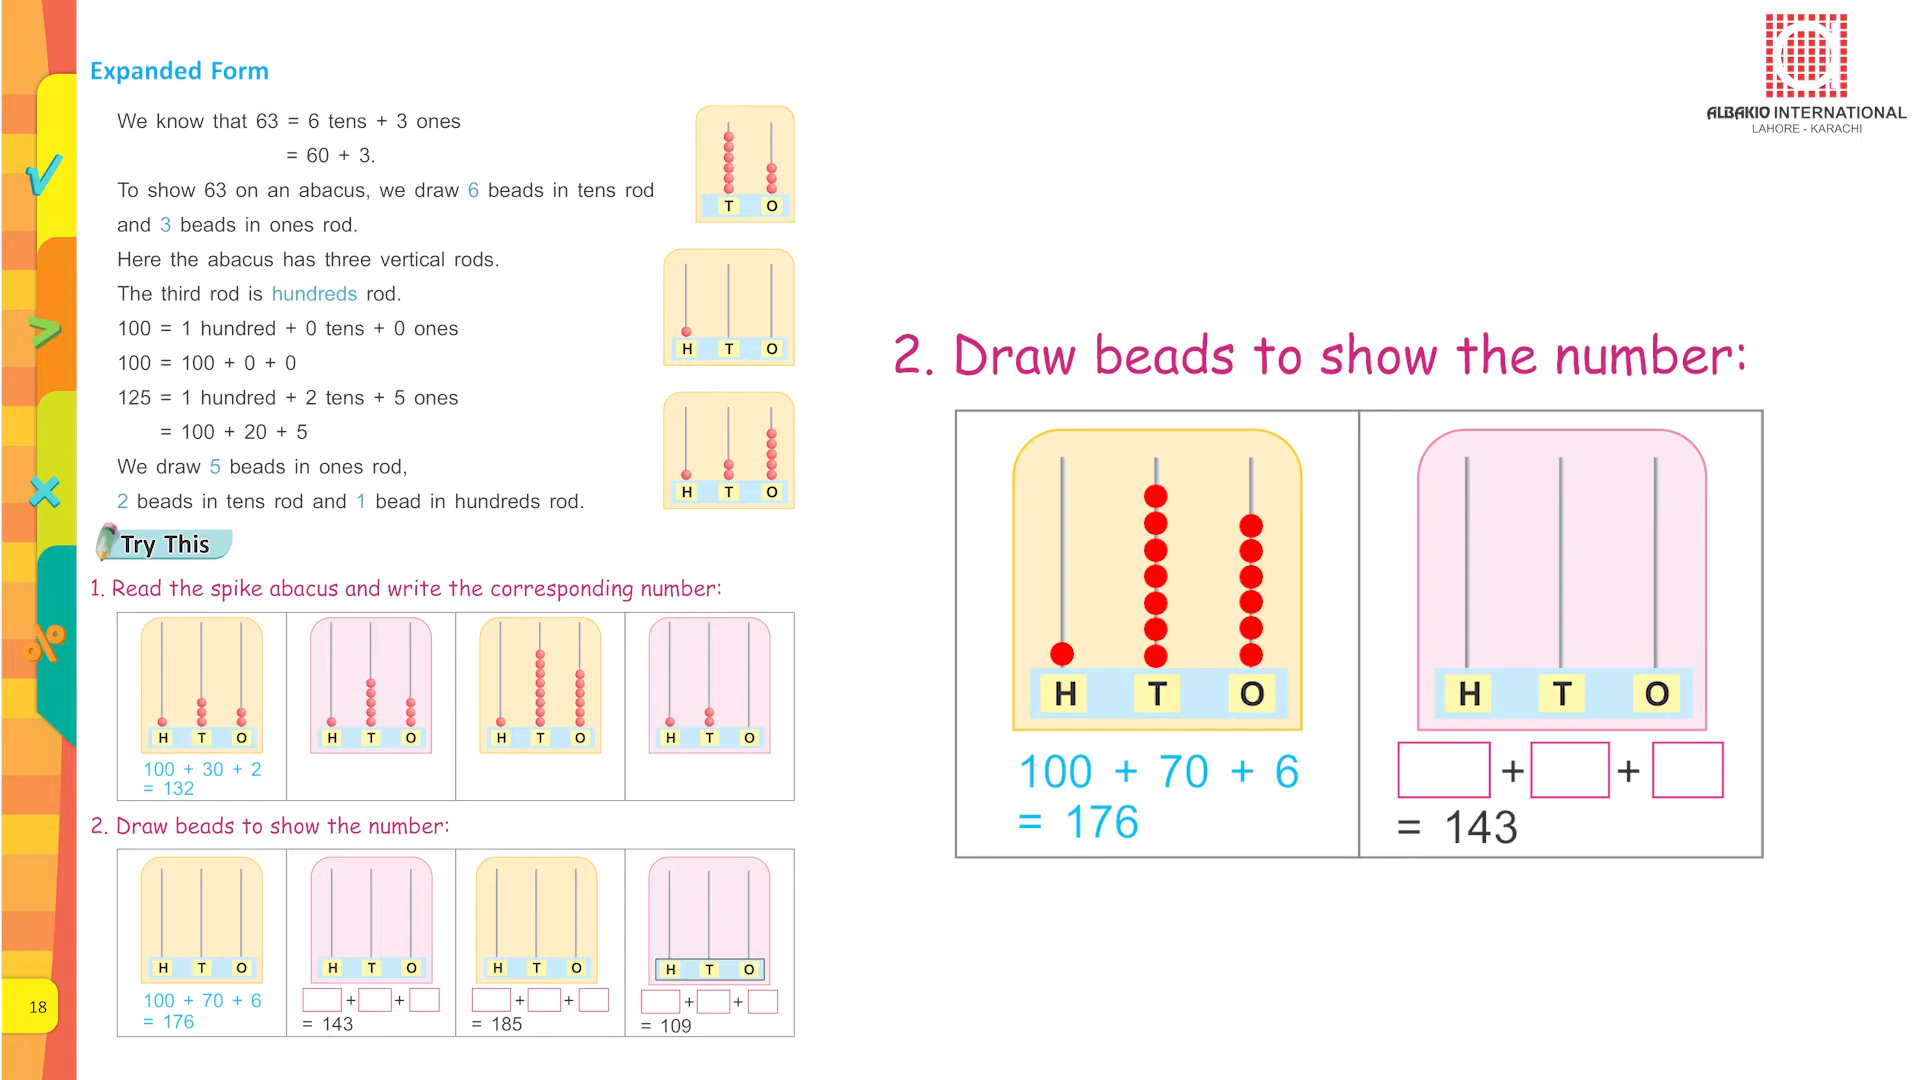 Expanded Form
We know that 63 = 6 tens + 3 ones
= 60 + 3.
To show 63 on an abacus, we draw 6 beads in tens rod
and 3 beads in ones rod.
T O
Here the abacus has three vertical rods.
The third rod is hundreds rod.
100 = 1 hundred + 0 tens + 0 ones
H T O
100 = 100 + 0 + 0
125 = 1 hundred + 2 tens + 5 ones
= 100 + 20 + 5
We draw 5 beads in ones rod,
2 beads in tens rod and 1 bead in hundreds rod.
H T O
Try This
1. Read the spike abacus and write the corresponding number:
H T O H T O H T O H T O
100 + 30 + 2
= 132
2. Draw beads to show the number:
H T O H T O H T O H T O
100 + 70 + 6 + + + + + +
= 176 = 143 = 185 = 109
18
√
>
×
%
ALBAKIO INTERNATIONAL
LAHORE - KARACHI
2. Draw beads to show the number:
H T O H T O
100 + 70 + 6 + +
= 176 = 143